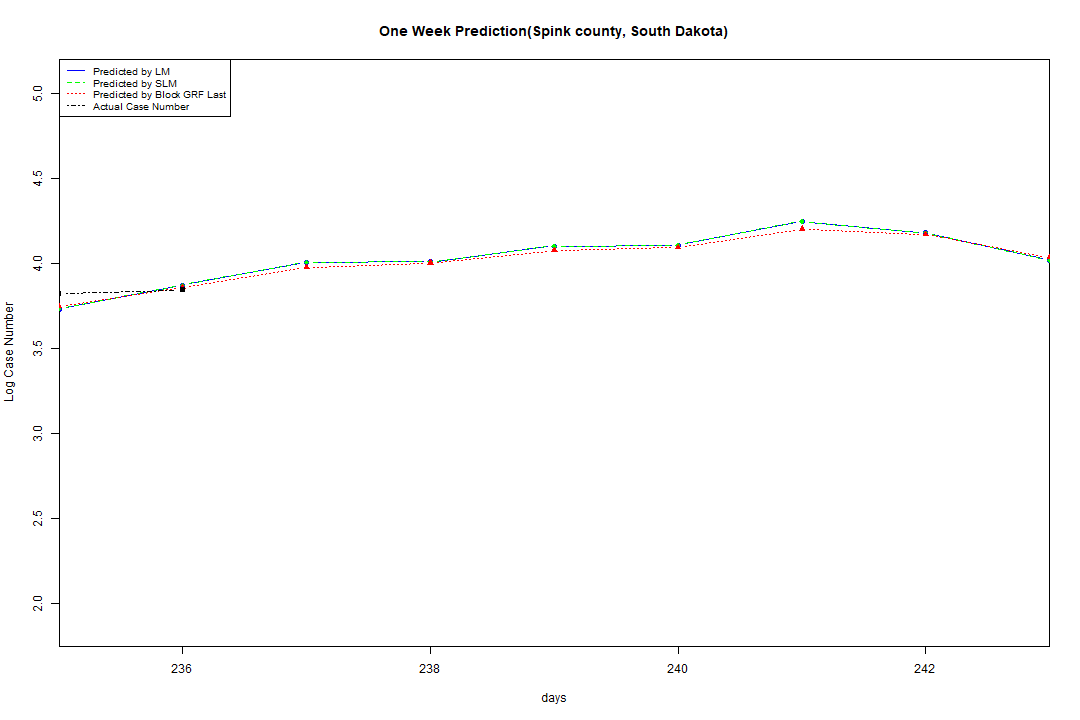 One Week Prediction(Spink county, South Dakota)
Predicted by LM
Predicted by SLM
Predicted by Block GRF Last
Actual Case Number
5.0
4.5
4.0
3.5
3.0
2.5
2.0
Log Case Number
236
238
240
242
days